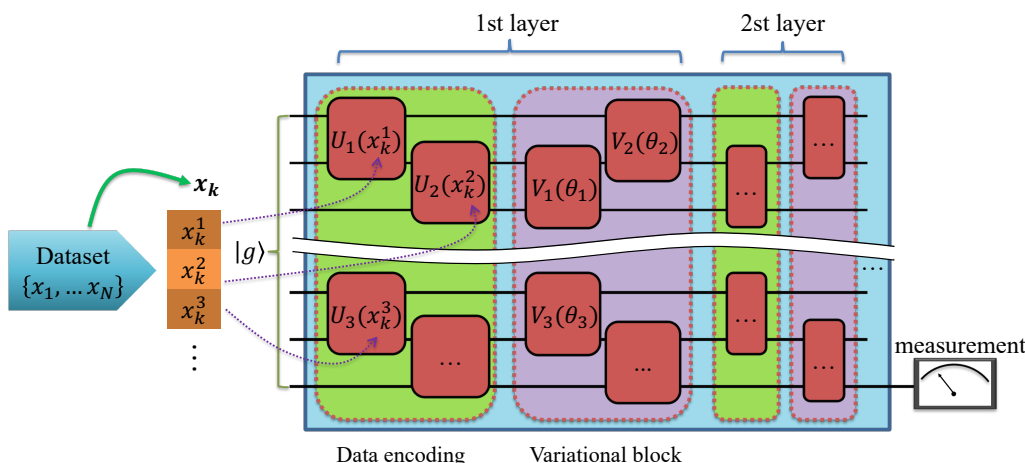 1st layer
2nd layer
x_k
Dataset
{x_1, … x_N}
x_k^1
x_k^2
x_k^3
⋮
|g⟩
U_1(x_k^1)
U_2(x_k^2)
U_3(x_k^3)
...
V_1(θ_1)
V_2(θ_2)
V_3(θ_3)
...
...
...
...
...
...
measurement
Data encoding
Variational block